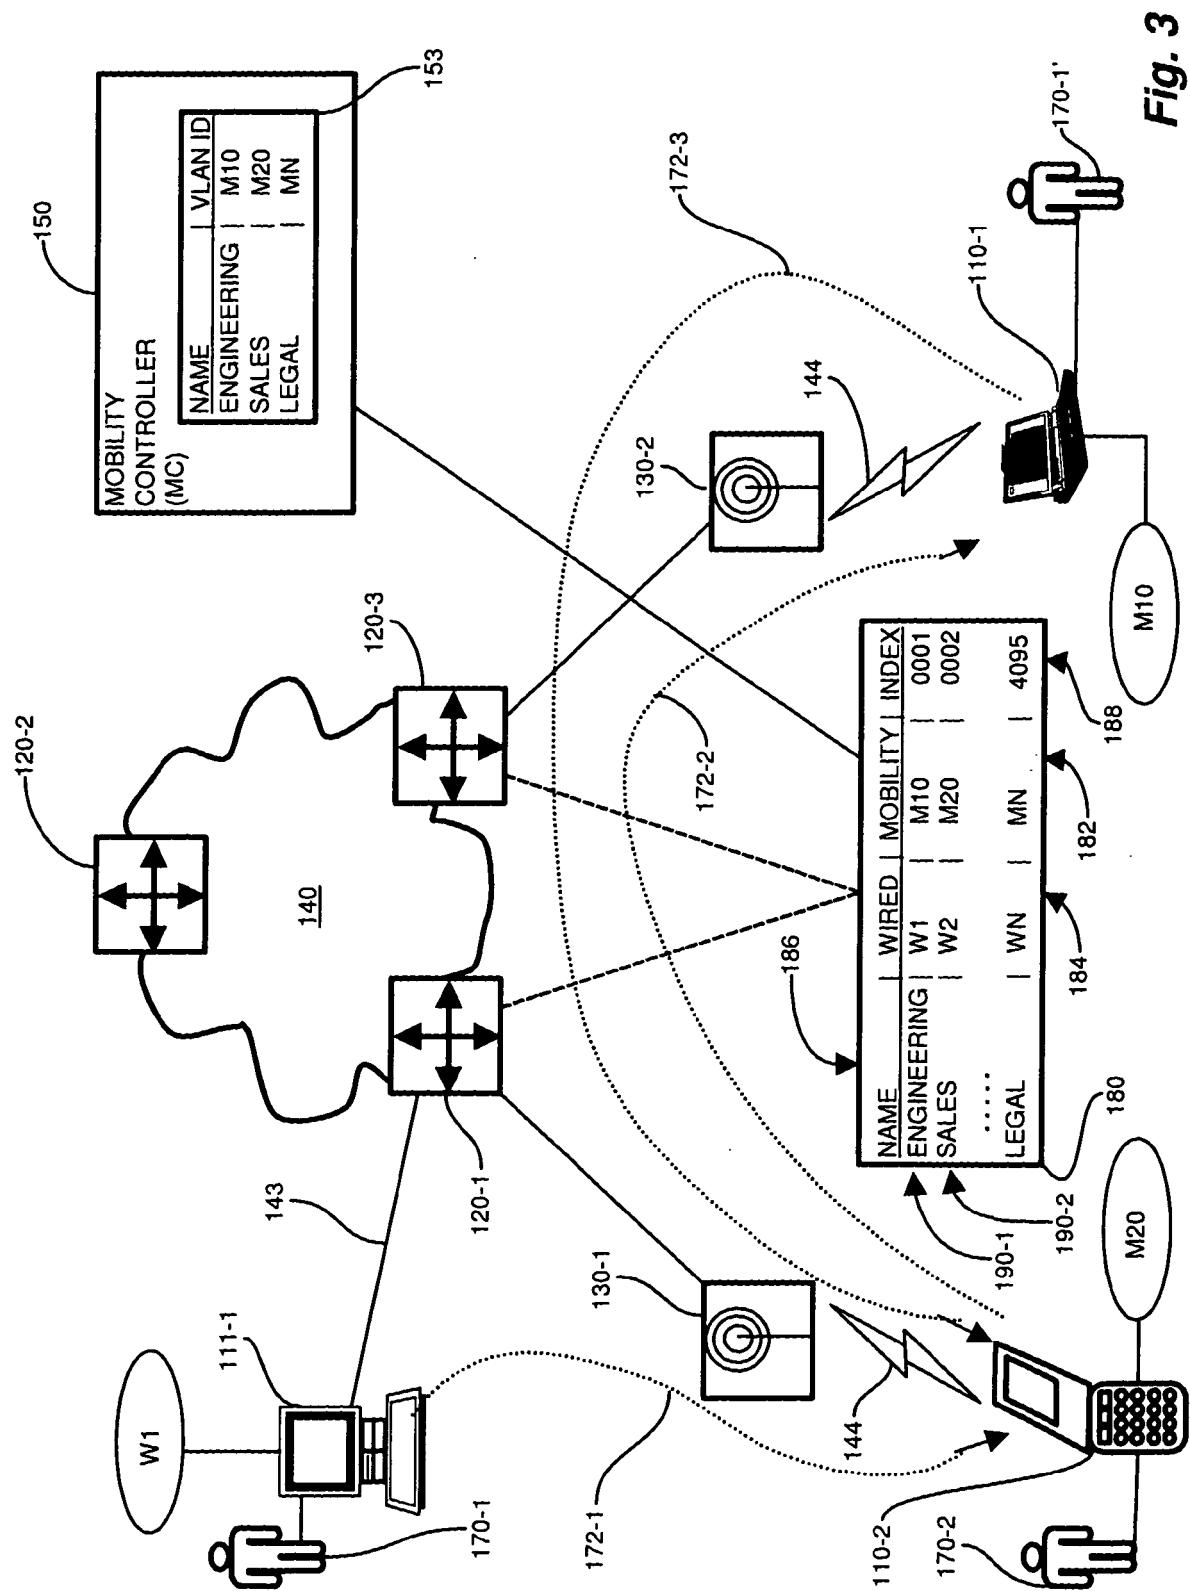 120-2
150
MOBILITY
CONTROLLER
(MC)
NAME | VLAN ID
ENGINEERING | M10
SALES | M20
LEGAL | MN
153
W1
111-1
143
140
120-3
170-1
120-1
130-2
172-3
130-1
172-1
172-2
144
144
186
110-1
170-1'
NAME | WIRED | MOBILITY | INDEX
ENGINEERING | W1 | M10 | 0001
SALES | W2 | M20 | 0002
.....
LEGAL | WN | MN | 4095
190-1
190-2
180
184
182
188
110-2
170-2
M20
M10
Fig. 3